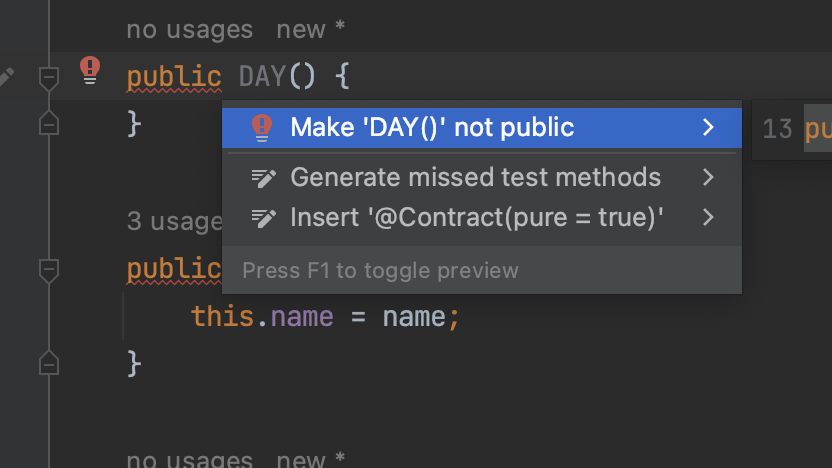 no usages new *
public DAY() {
Make 'DAY()' not public
13 pu
}
Generate missed test methods
Insert '@Contract(pure = true)'
3 usage
public
Press F1 to toggle preview
this.name = name;
}
no usages new *